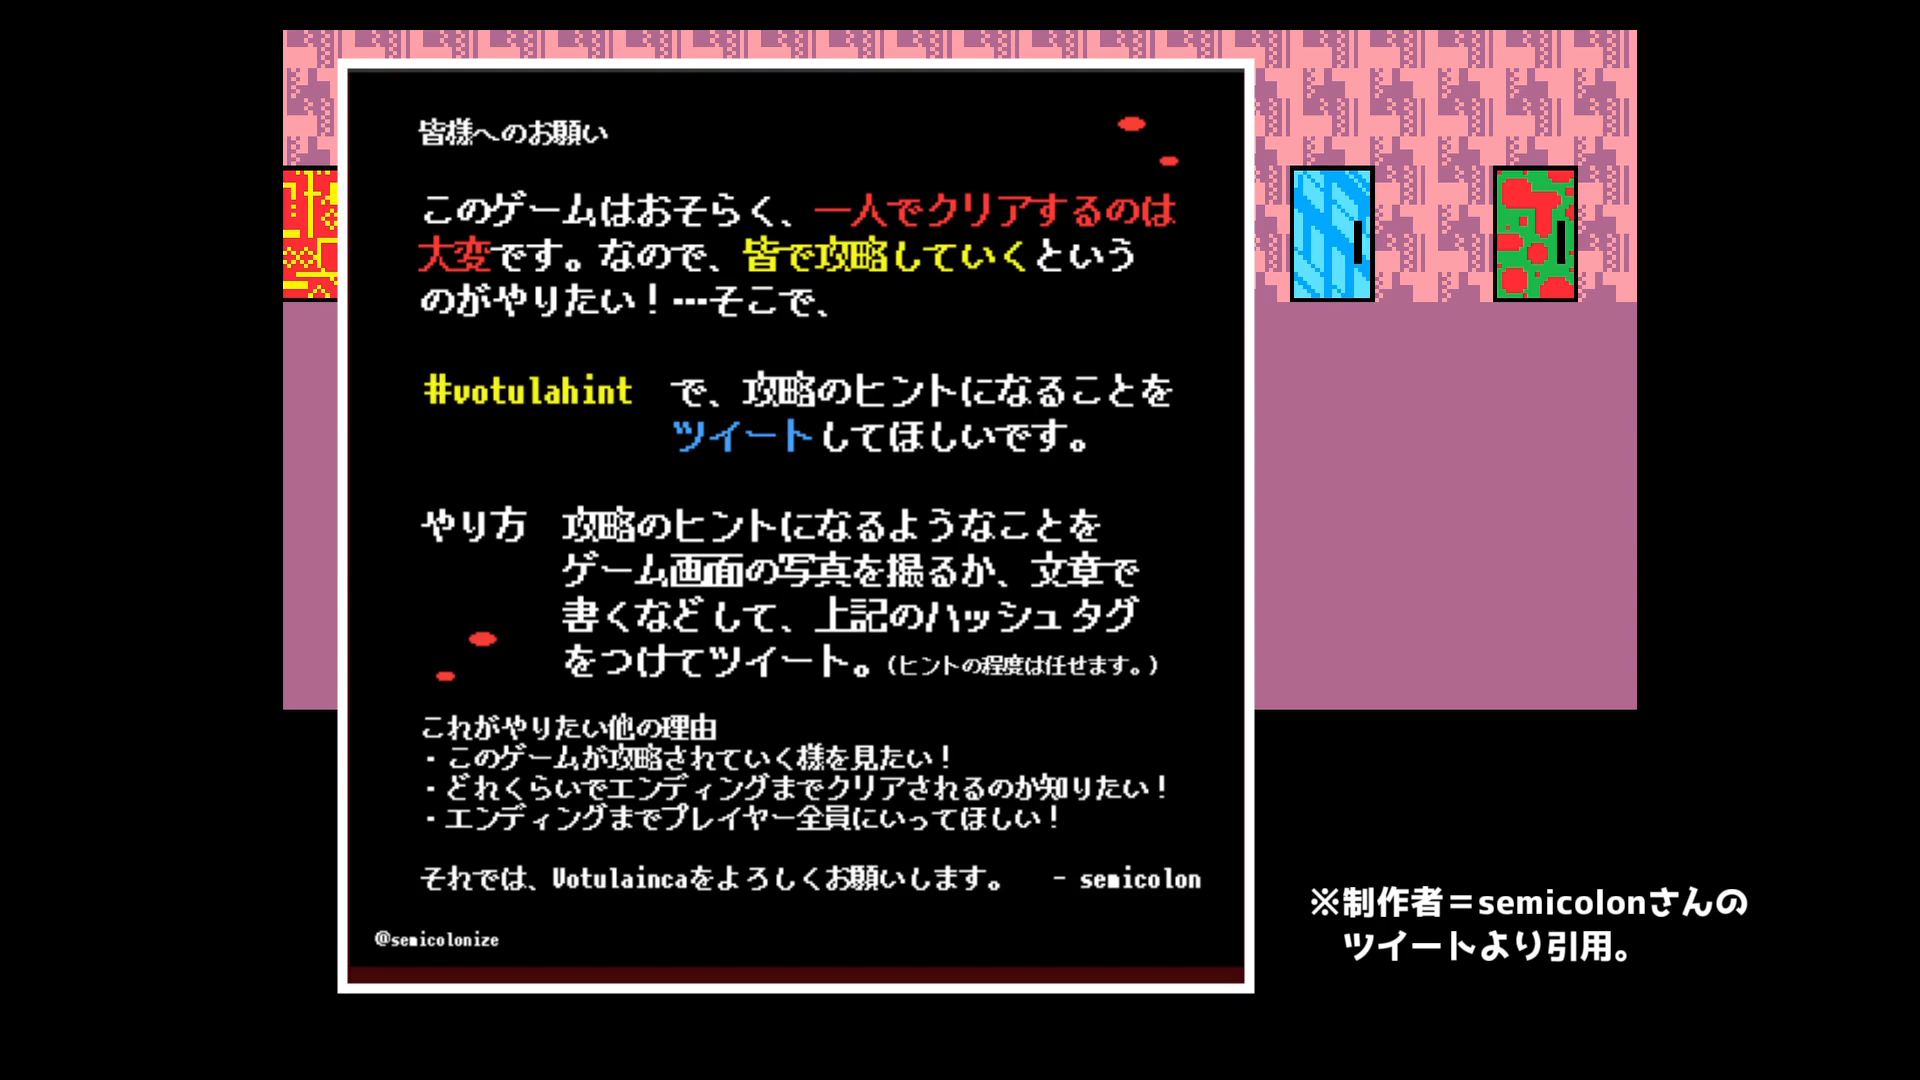 皆様へのお願い
このゲームはおそらく、一人でクリアするのは
大変です。なので、皆で攻略していくという
のがやりたい！…そこで、
#votulahint で、攻略のヒントになることを
ツイートしてほしいです。
やり方 攻略のヒントになるようなことを
ゲーム画面の写真を撮るか、文章で
書くなどして、上記のハッシュタグ
をつけてツイート。（ヒントの程度は任せます。）
これがやりたい他の理由
・このゲームが攻略されていく様を見たい！
・どれくらいでエンディングまでクリアされるのか知りたい！
・エンディングまでプレイヤー全員にいってほしい！
それでは、Votulaincaをよろしくお願いします。 - semicolon
@semicolonize
※制作者＝semicolonさんの
ツイートより引用。